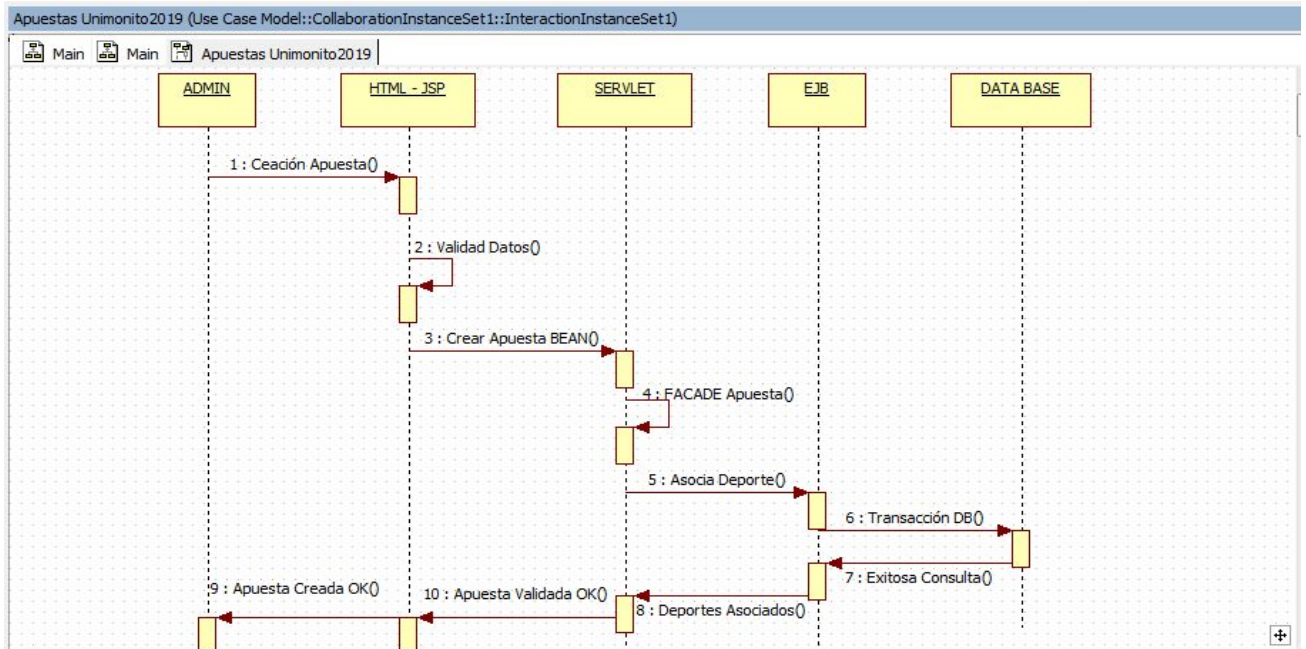 Apuestas Unimonito2019 (Use Case Model::CollaborationInstanceSet1::InteractionInstanceSet1)
Main Main Apuestas Unimonito2019
ADMIN HTML - JSP SERVLET EJB DATA BASE
1 : Ceación Apuesta()
2 : Validad Datos()
3 : Crear Apuesta BEAN()
4 : FACADE Apuesta()
5 : Asocia Deporte()
6 : Transacción DB()
7 : Exitosa Consulta()
9 : Apuesta Creada OK()
10 : Apuesta Validada OK()
8 : Deportes Asociados()